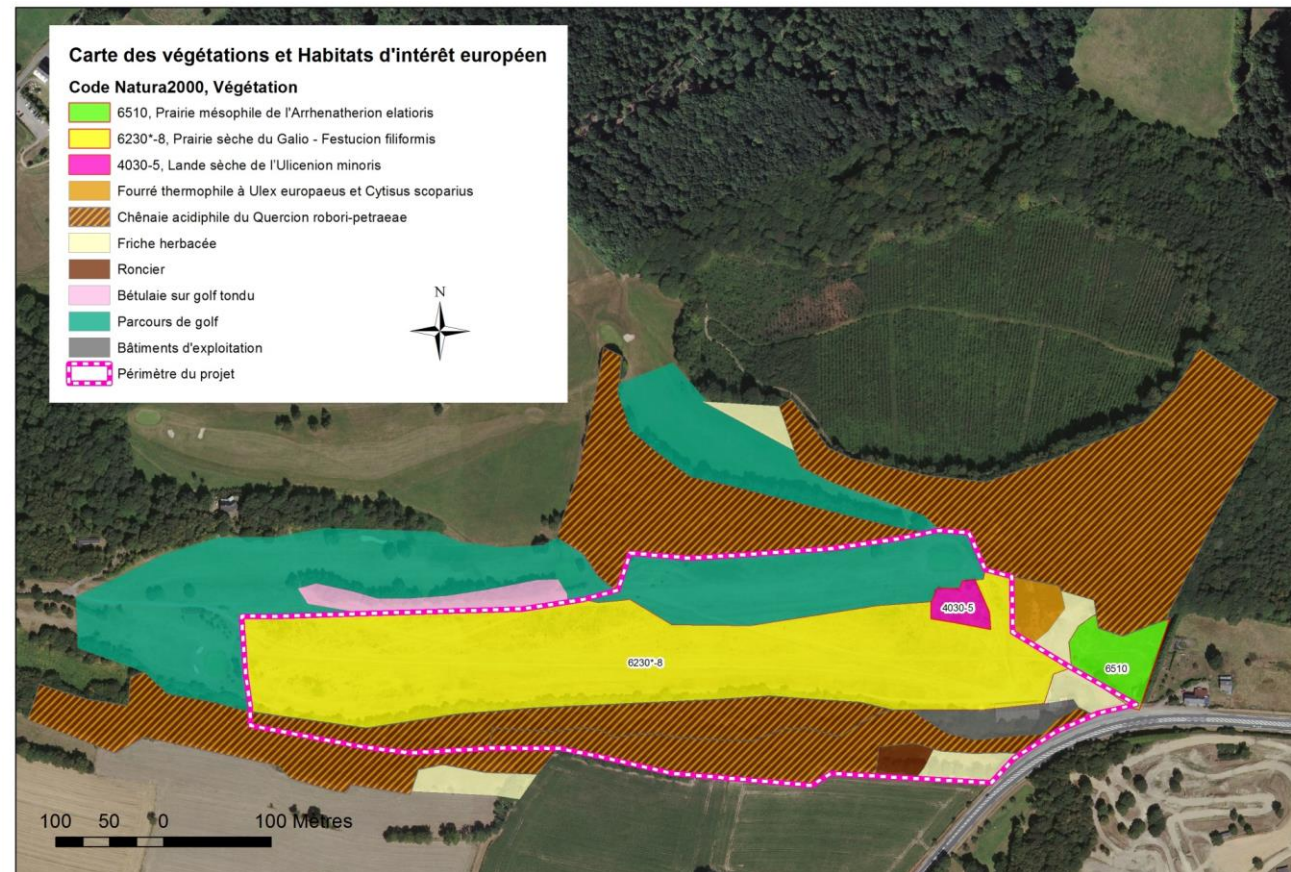 Carte des végétations et Habitats d'intérêt européen
Code Natura2000, Végétation
6510, Prairie mésophile de l'Arrhenatherion elatioris
6230*-8, Prairie sèche du Galio - Festucion filiformis
4030-5, Lande sèche de l'Ulicenion minoris
Fourré thermophile à Ulex europaeus et Cytisus scoparius
Chênaie acidiphile du Quercion robori-petraeae
Friche herbacée
Roncier
Bétulaie sur golf tondu
Parcours de golf
Bâtiments d'exploitation
Périmètre du projet
N
4030-5
6230*-8
6510
100 50 0 100 Mètres